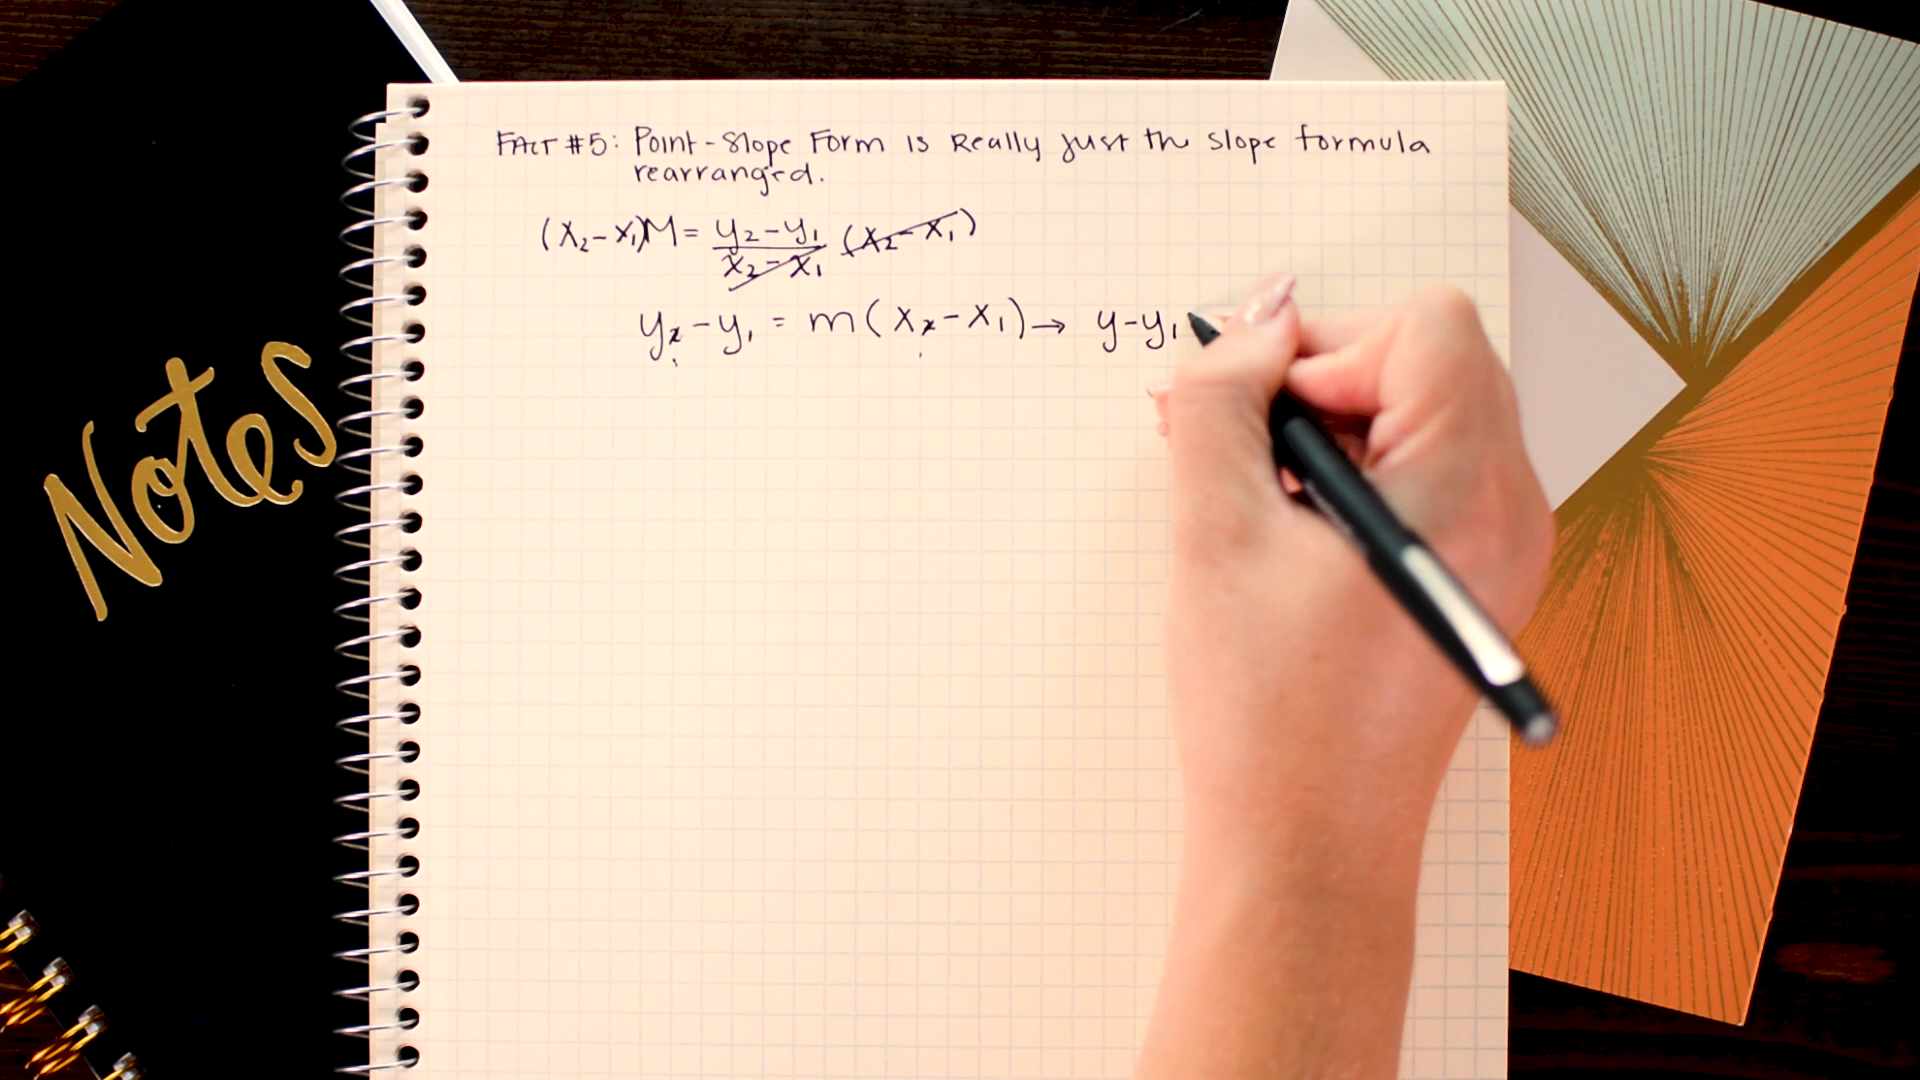 Notes
FACT #5: Point-Slope Form is Really just the slope formula
rearranged.
(x₂-x₁)M = y₂-y₁/x₂-x₁ (x₂-x₁)
y₂-y₁ = m(x₂-x₁) → y-y₁